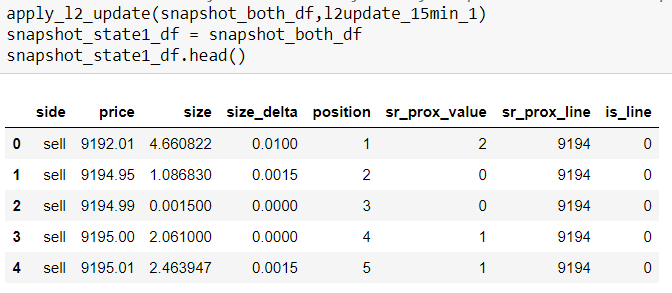 apply_l2_update(snapshot_both_df,l2update_15min_1)
snapshot_state1_df = snapshot_both_df
snapshot_state1_df.head()
side price size size_delta position sr_prox_value sr_prox_line is_line
0 sell 9192.01 4.660822 0.0100 1 2 9194 0
1 sell 9194.95 1.086830 0.0015 2 0 9194 0
2 sell 9194.99 0.001500 0.0000 3 0 9194 0
3 sell 9195.00 2.061000 0.0000 4 1 9194 0
4 sell 9195.01 2.463947 0.0015 5 1 9194 0